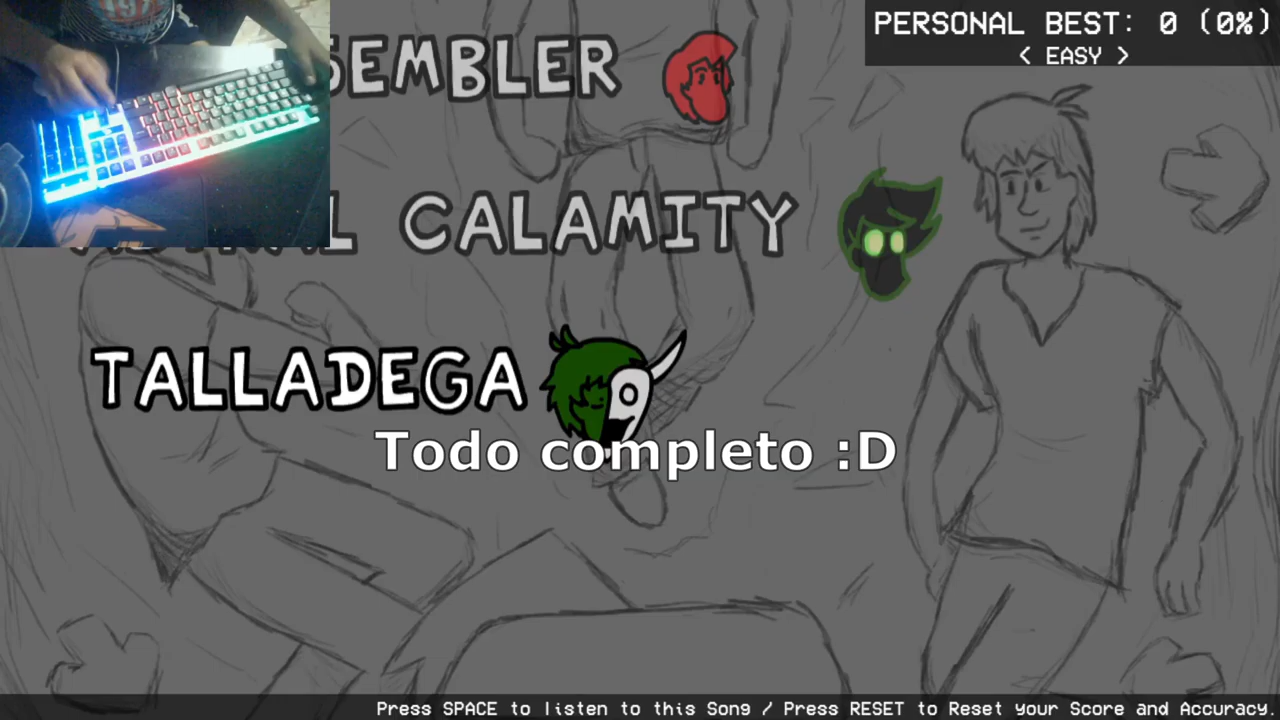 PERSONAL BEST: 0 (0%)
< EASY >
SEMBLER
CALAMITY
TALLADEGA
Todo completo :D
Press SPACE to listen to this Song / Press RESET to Reset your Score and Accuracy.